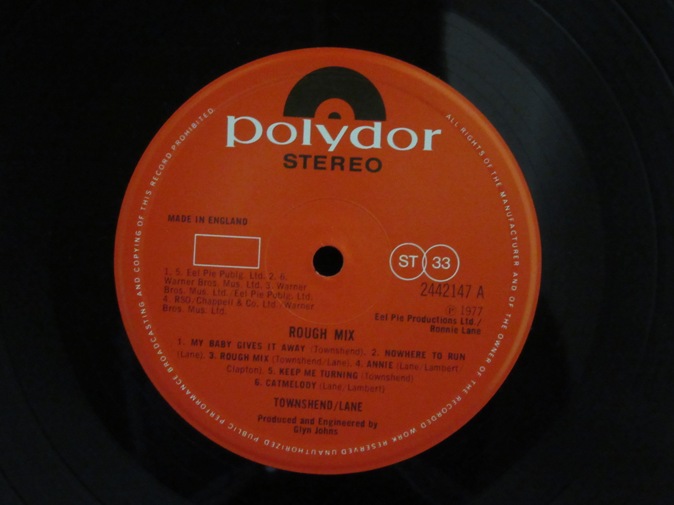 polydor
STEREO
ALL RIGHTS OF THE MANUFACTURER AND OF THE OWNER OF THE RECORDED WORK RESERVED UNAUTHORIZED PUBLIC PERFORMANCE BROADCASTING AND COPYING OF THIS RECORD PROHIBITED.
MADE IN ENGLAND
ST 33
2442147 A
℗ 1977
Eel Pie Productions Ltd./
Ronnie Lane
1. 5. Eel Pie Publg. Ltd. 2. 6.
Warner Bros. Mus. Ltd. 3. Warner
Bros. Mus. Ltd./Eel Pie Publg. Ltd.
4. RSO/Chappell & Co. Ltd./Warner
Bros. Mus. Ltd.
ROUGH MIX
1. MY BABY GIVES IT AWAY (Townshend). 2. NOWHERE TO RUN
(Lane). 3. ROUGH MIX (Townshend/Lane). 4. ANNIE (Lane/Lambert/
Clapton). 5. KEEP ME TURNING (Townshend)
6. CATMELODY (Lane/Lambert)
TOWNSHEND/LANE
Produced and Engineered by
Glyn Johns